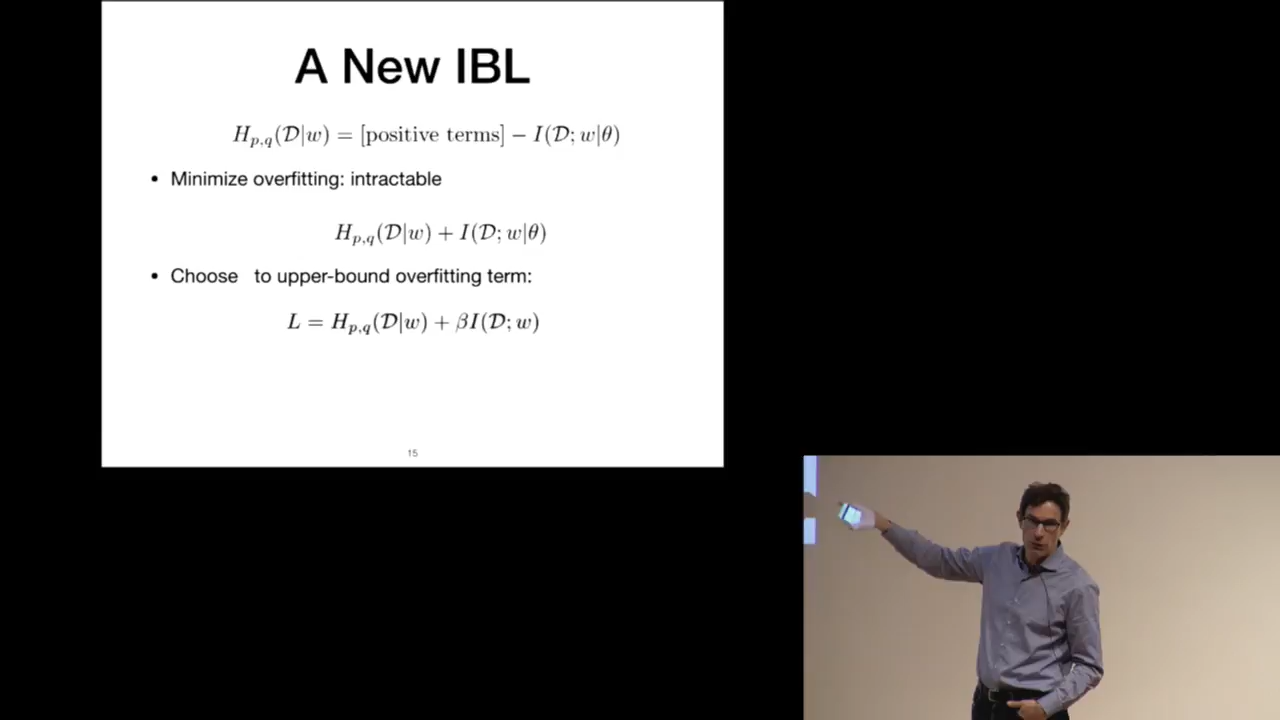 A New IBL
H_{p,q}(𝒟|w) = [positive terms] − I(𝒟; w|θ)
• Minimize overfitting: intractable
H_{p,q}(𝒟|w) + I(𝒟; w|θ)
• Choose to upper-bound overfitting term:
L = H_{p,q}(𝒟|w) + βI(𝒟; w)
15